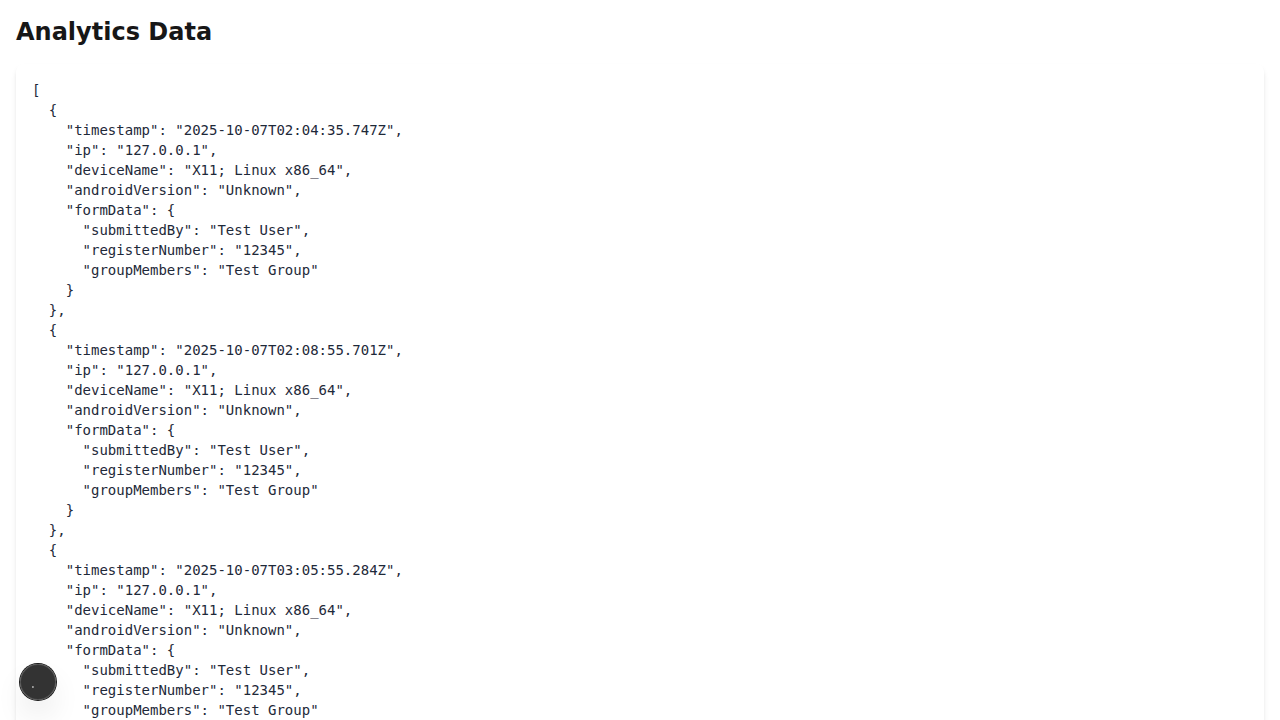 Analytics Data
[
  {
    "timestamp": "2025-10-07T02:04:35.747Z",
    "ip": "127.0.0.1",
    "deviceName": "X11; Linux x86_64",
    "androidVersion": "Unknown",
    "formData": {
      "submittedBy": "Test User",
      "registerNumber": "12345",
      "groupMembers": "Test Group"
    }
  },
  {
    "timestamp": "2025-10-07T02:08:55.701Z",
    "ip": "127.0.0.1",
    "deviceName": "X11; Linux x86_64",
    "androidVersion": "Unknown",
    "formData": {
      "submittedBy": "Test User",
      "registerNumber": "12345",
      "groupMembers": "Test Group"
    }
  },
  {
    "timestamp": "2025-10-07T03:05:55.284Z",
    "ip": "127.0.0.1",
    "deviceName": "X11; Linux x86_64",
    "androidVersion": "Unknown",
    "formData": {
      "submittedBy": "Test User",
      "registerNumber": "12345",
      "groupMembers": "Test Group"